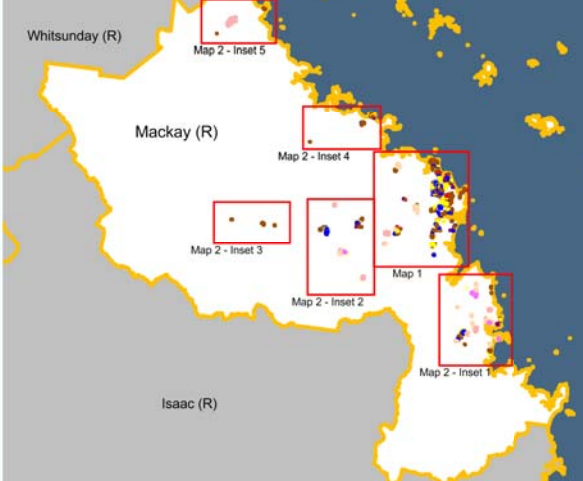 Whitsunday (R)
Map 2 - Inset 5
Mackay (R)
Map 2 - Inset 4
Map 2 - Inset 3
Map 1
Map 2 - Inset 2
Map 2 - Inset 1
Isaac (R)